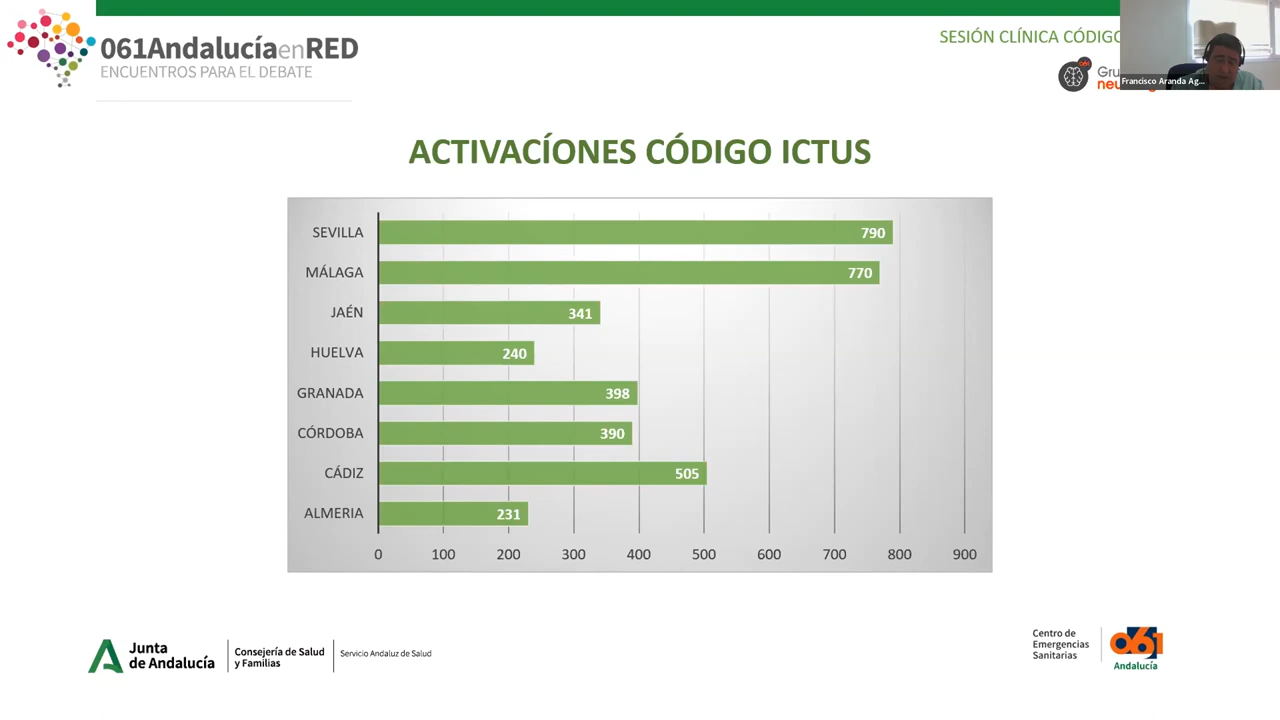 061AndalucíaenRED
ENCUENTROS PARA EL DEBATE
SESIÓN CLÍNICA CÓDIGO
Francisco Aranda Ag...
ACTIVACÍONES CÓDIGO ICTUS
SEVILLA 790
MÁLAGA 770
JAÉN 341
HUELVA 240
GRANADA 398
CÓRDOBA 390
CÁDIZ 505
ALMERIA 231
0 100 200 300 400 500 600 700 800 900
Junta
de Andalucía
Consejería de Salud
y Familias
Servicio Andaluz de Salud
Centro de
Emergencias
Sanitarias
061
Andalucía